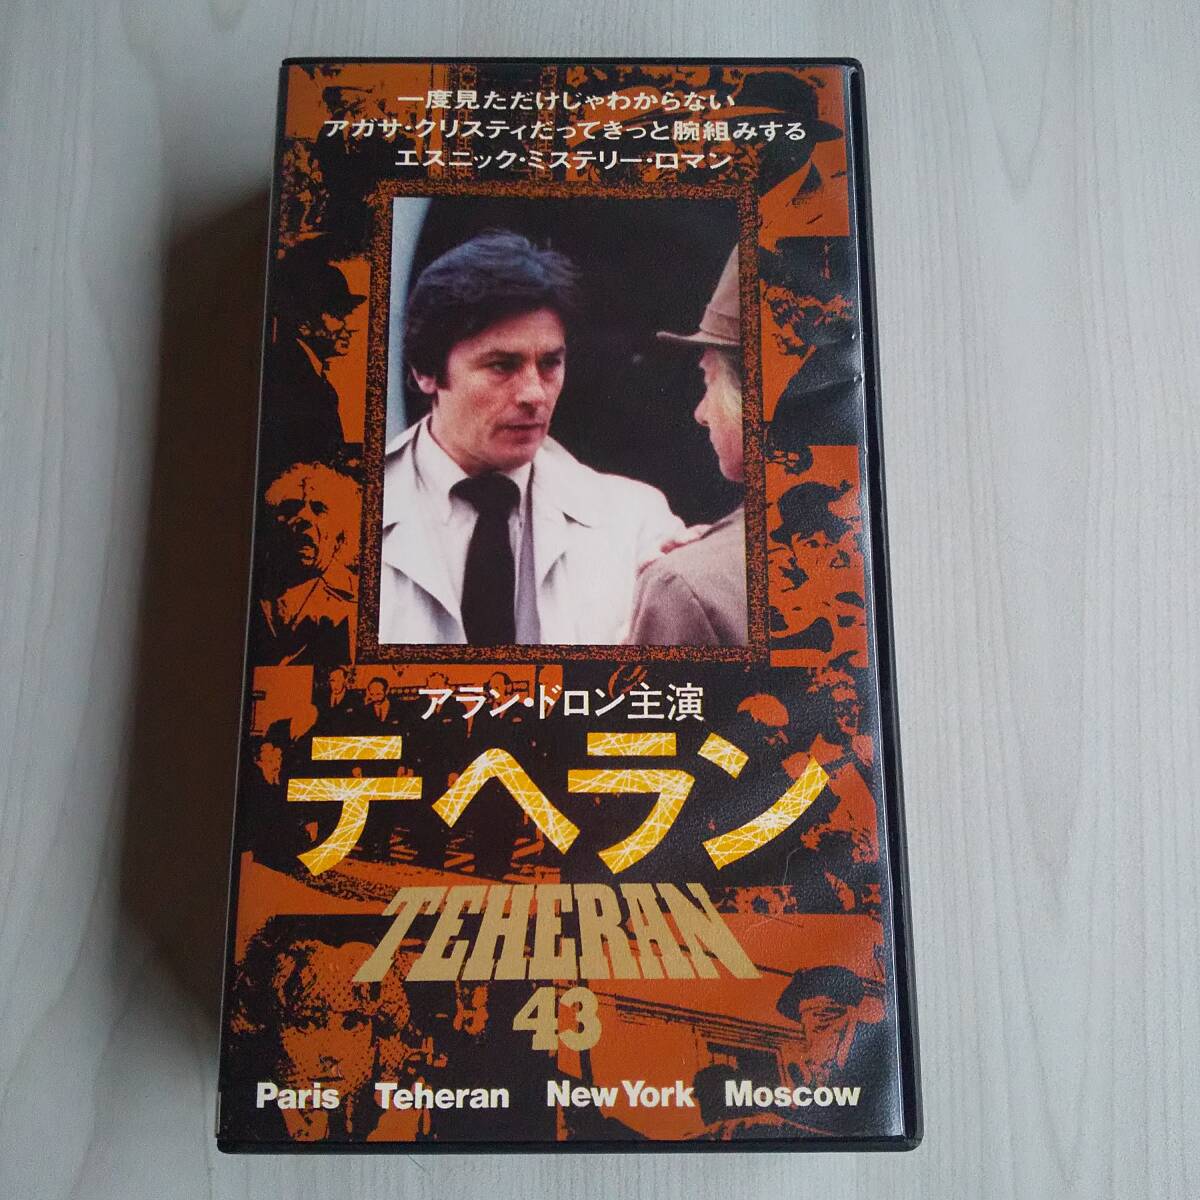 一度見ただけじゃわからない
アガサ・クリスティだってきっと腕組みする
エスニック・ミステリー・ロマン
アラン・ドロン主演
テヘラン
TEHERAN
43
Paris Teheran New York Moscow